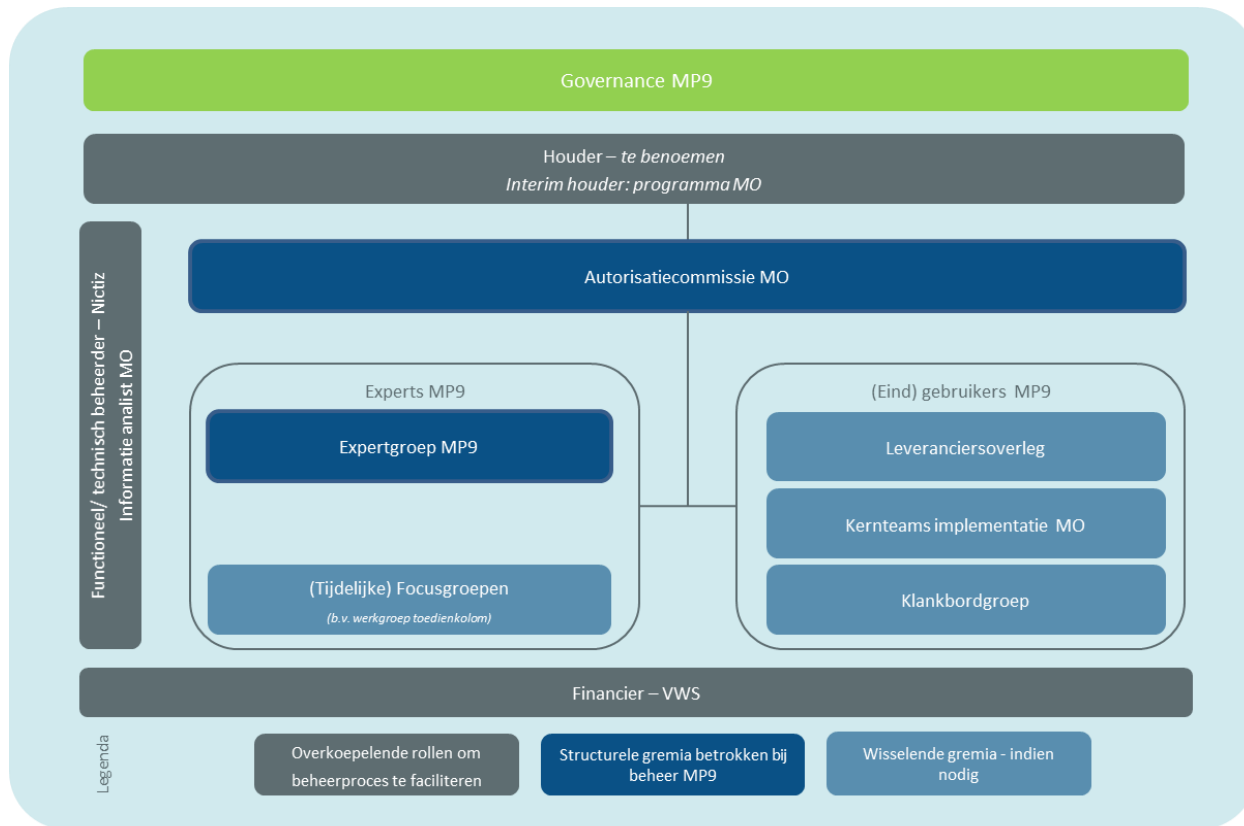 Governance MP9
Houder – te benoemen
Interim houder: programma MO
Functioneel/ technisch beheerder – Nictiz
Informatie analist MO
Autorisatiecommissie MO
Experts MP9
Expertgroep MP9
(Tijdelijke) Focusgroepen
(b.v. werkgroep toedienkolom)
(Eind) gebruikers MP9
Leveranciersoverleg
Kernteams implementatie MO
Klankbordgroep
Financier – VWS
Legenda
Overkoepelende rollen om
beheerproces te faciliteren
Structurele gremia betrokken bij
beheer MP9
Wisselende gremia - indien
nodig